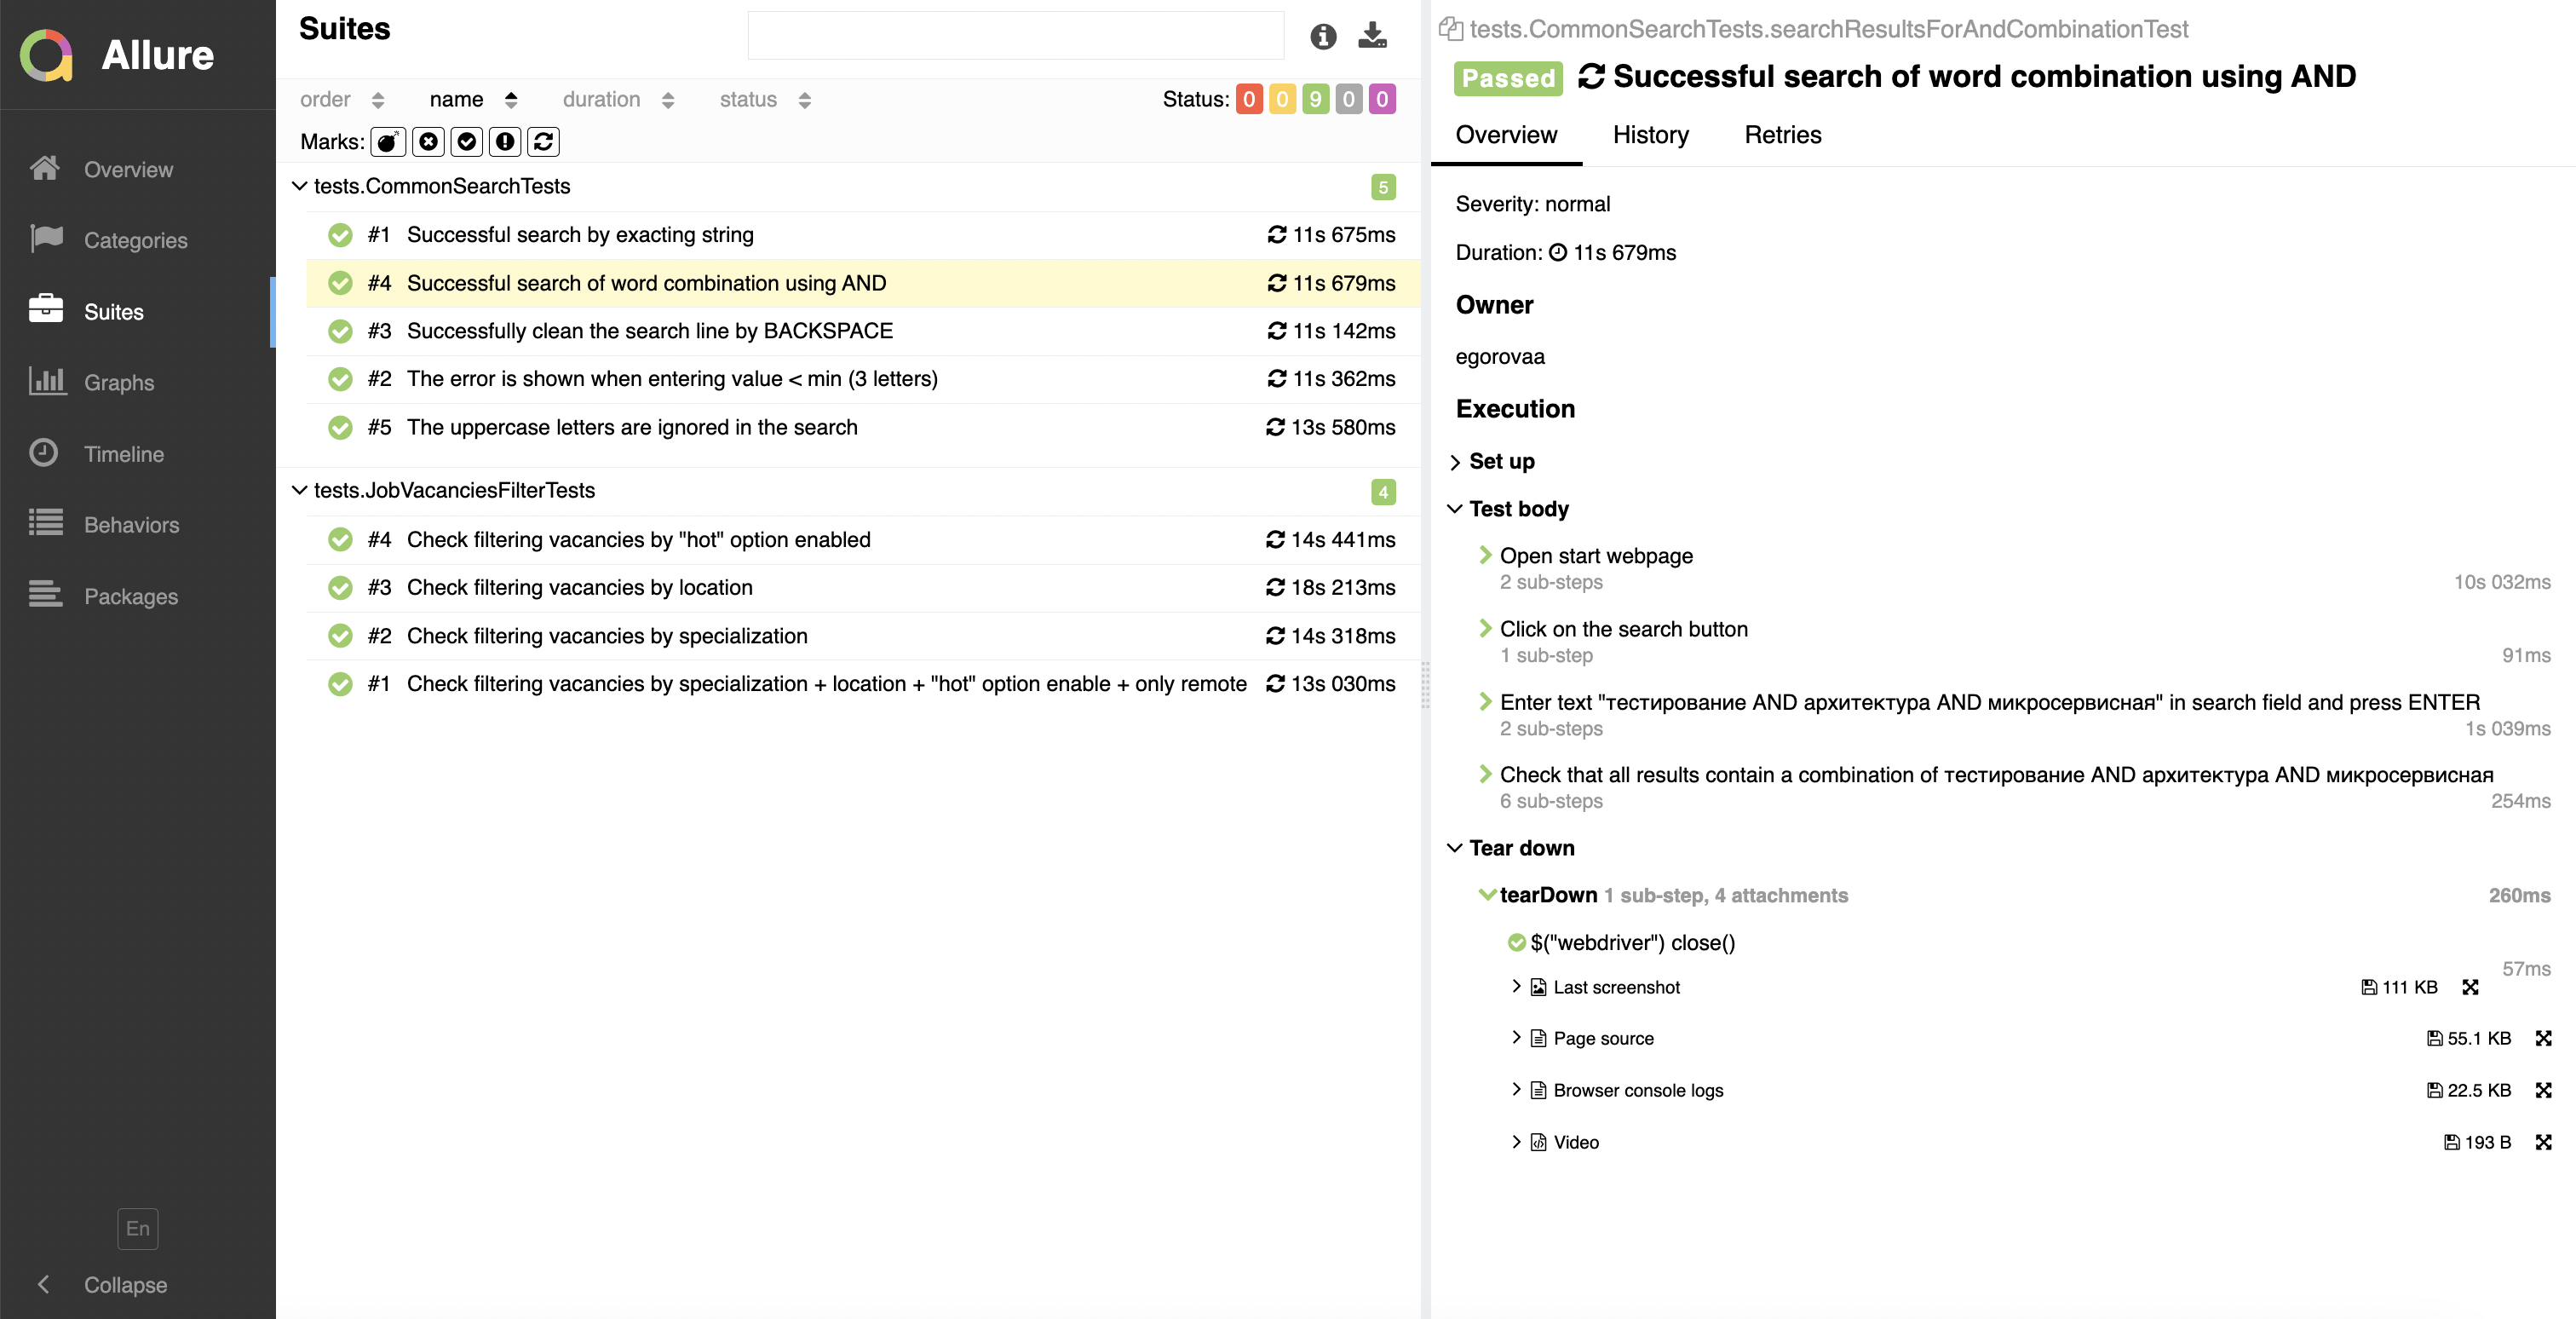 Allure
Overview
Categories
Suites
Graphs
Timeline
Behaviors
Packages
En
Collapse
Suites
order name duration status Status: 0 0 9 0 0
Marks:
tests.CommonSearchTests 5
#1 Successful search by exacting string 11s 675ms
#4 Successful search of word combination using AND 11s 679ms
#3 Successfully clean the search line by BACKSPACE 11s 142ms
#2 The error is shown when entering value < min (3 letters) 11s 362ms
#5 The uppercase letters are ignored in the search 13s 580ms
tests.JobVacanciesFilterTests 4
#4 Check filtering vacancies by "hot" option enabled 14s 441ms
#3 Check filtering vacancies by location 18s 213ms
#2 Check filtering vacancies by specialization 14s 318ms
#1 Check filtering vacancies by specialization + location + "hot" option enable + only remote 13s 030ms
tests.CommonSearchTests.searchResultsForAndCombinationTest
Passed Successful search of word combination using AND
Overview History Retries
Severity: normal
Duration: 11s 679ms
Owner
egorovaa
Execution
Set up
Test body
Open start webpage
2 sub-steps 10s 032ms
Click on the search button
1 sub-step 91ms
Enter text "тестирование AND архитектура AND микросервисная" in search field and press ENTER
2 sub-steps 1s 039ms
Check that all results contain a combination of тестирование AND архитектура AND микросервисная
6 sub-steps 254ms
Tear down
tearDown 1 sub-step, 4 attachments 260ms
$("webdriver") close()
57ms
Last screenshot 111 KB
Page source 55.1 KB
Browser console logs 22.5 KB
Video 193 B